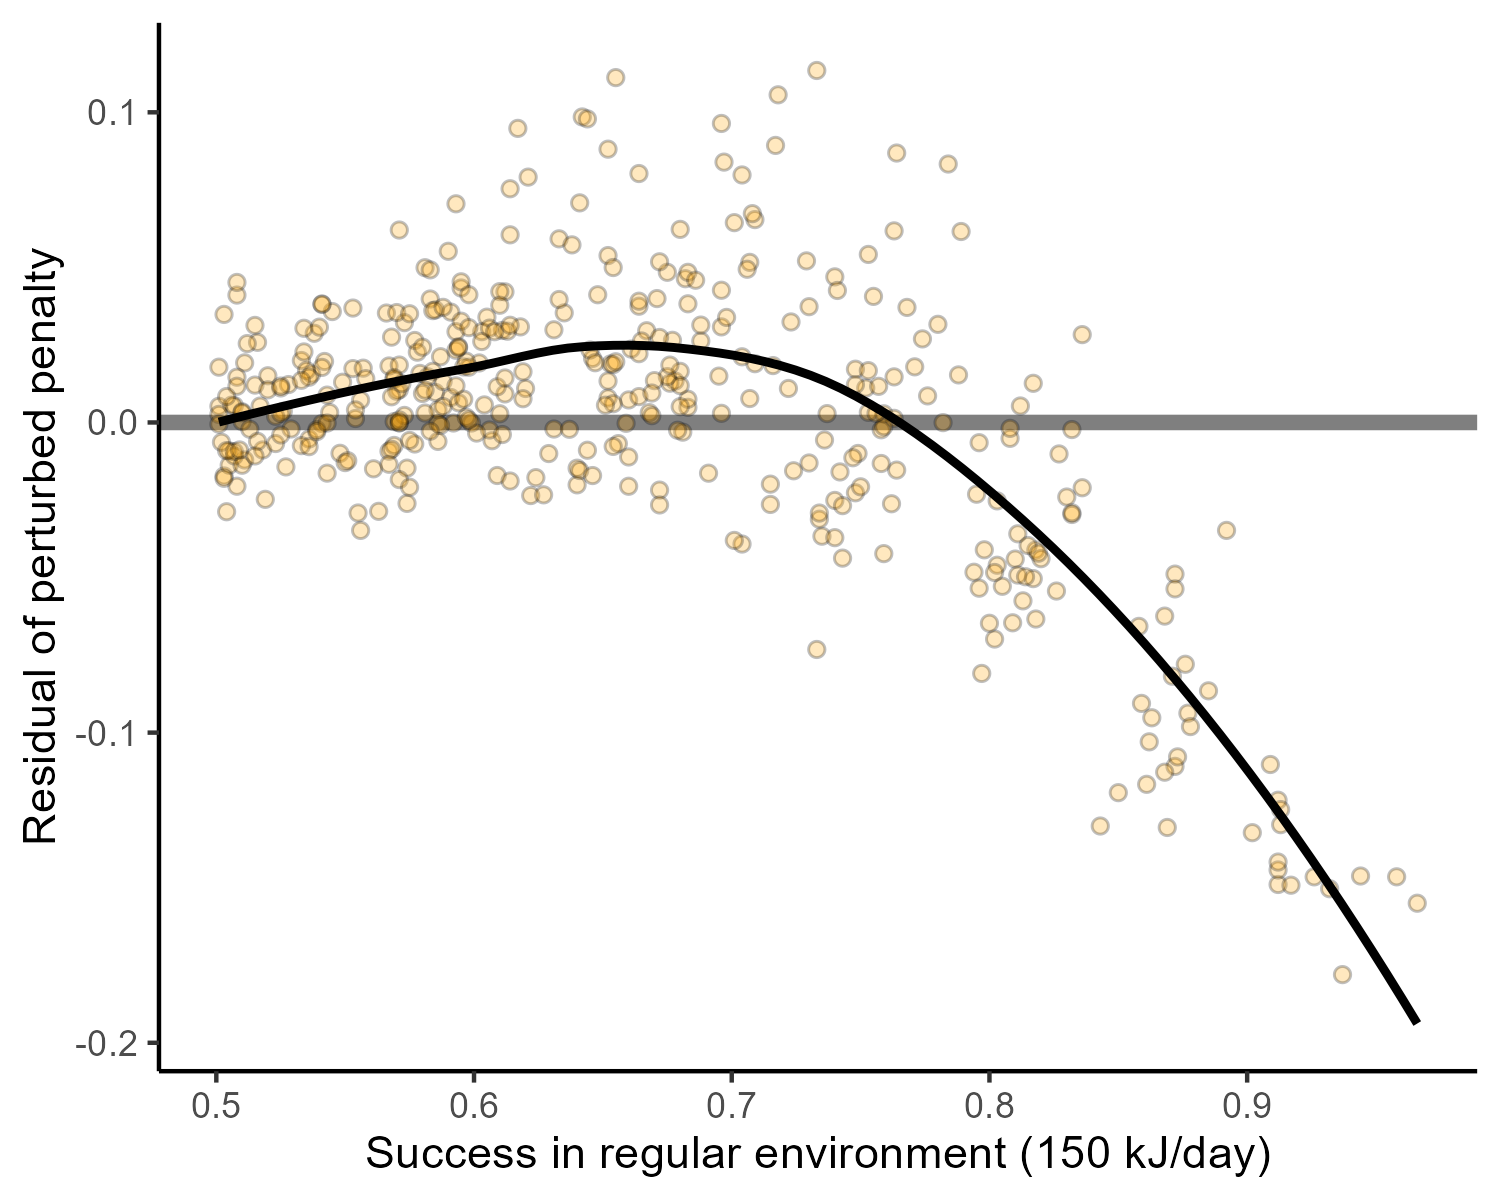 Residual of perturbed penalty
0.1
0.0
-0.1
-0.2
0.5 0.6 0.7 0.8 0.9
Success in regular environment (150 kJ/day)